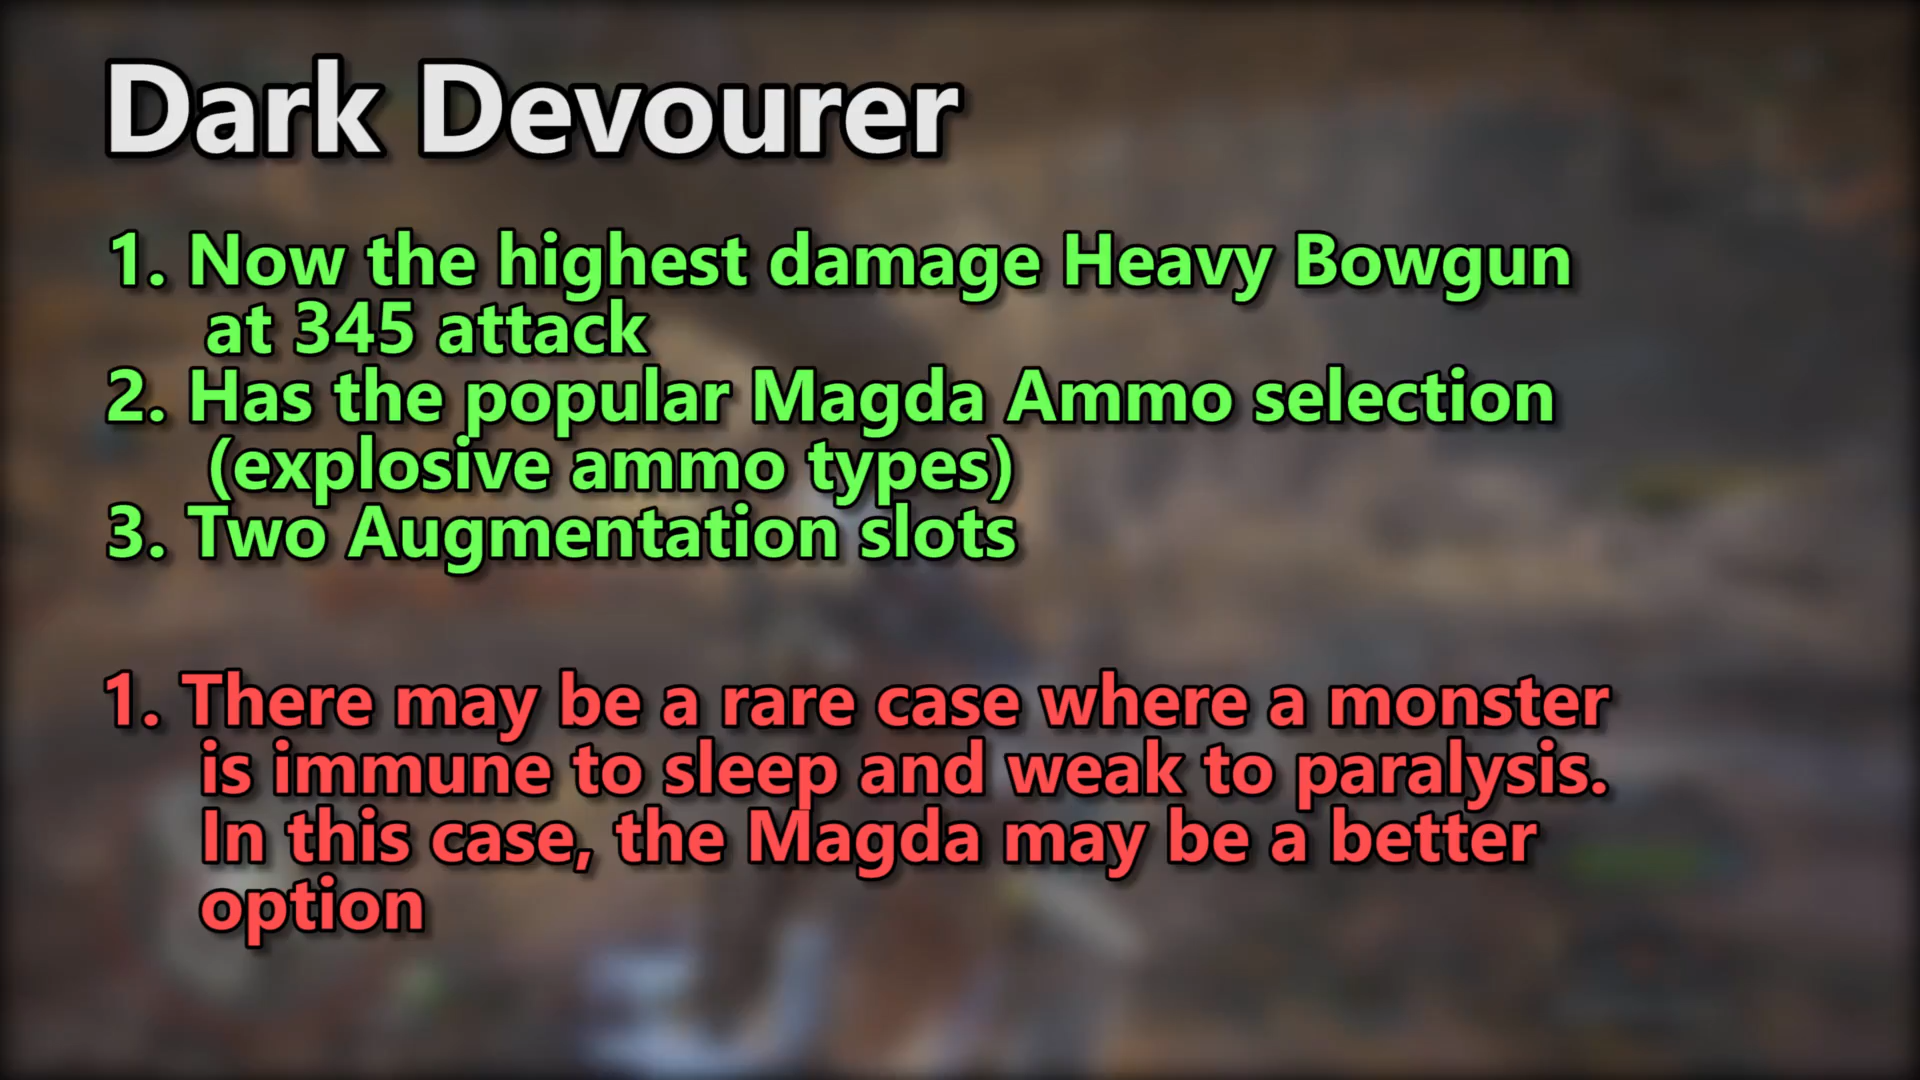 Dark Devourer
1. Now the highest damage Heavy Bowgun
at 345 attack
2. Has the popular Magda Ammo selection
(explosive ammo types)
3. Two Augmentation slots
1. There may be a rare case where a monster
is immune to sleep and weak to paralysis.
In this case, the Magda may be a better
option